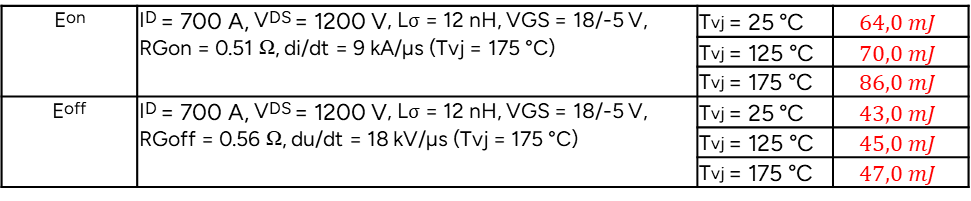 Eon ID = 700 A, VDS = 1200 V, Lσ = 12 nH, VGS = 18/-5 V, Tvj = 25 °C 64,0 mJ
RGon = 0.51 Ω, di/dt = 9 kA/μs (Tvj = 175 °C) Tvj = 125 °C 70,0 mJ
Tvj = 175 °C 86,0 mJ
Eoff ID = 700 A, VDS = 1200 V, Lσ = 12 nH, VGS = 18/-5 V, Tvj = 25 °C 43,0 mJ
RGoff = 0.56 Ω, du/dt = 18 kV/μs (Tvj = 175 °C) Tvj = 125 °C 45,0 mJ
Tvj = 175 °C 47,0 mJ